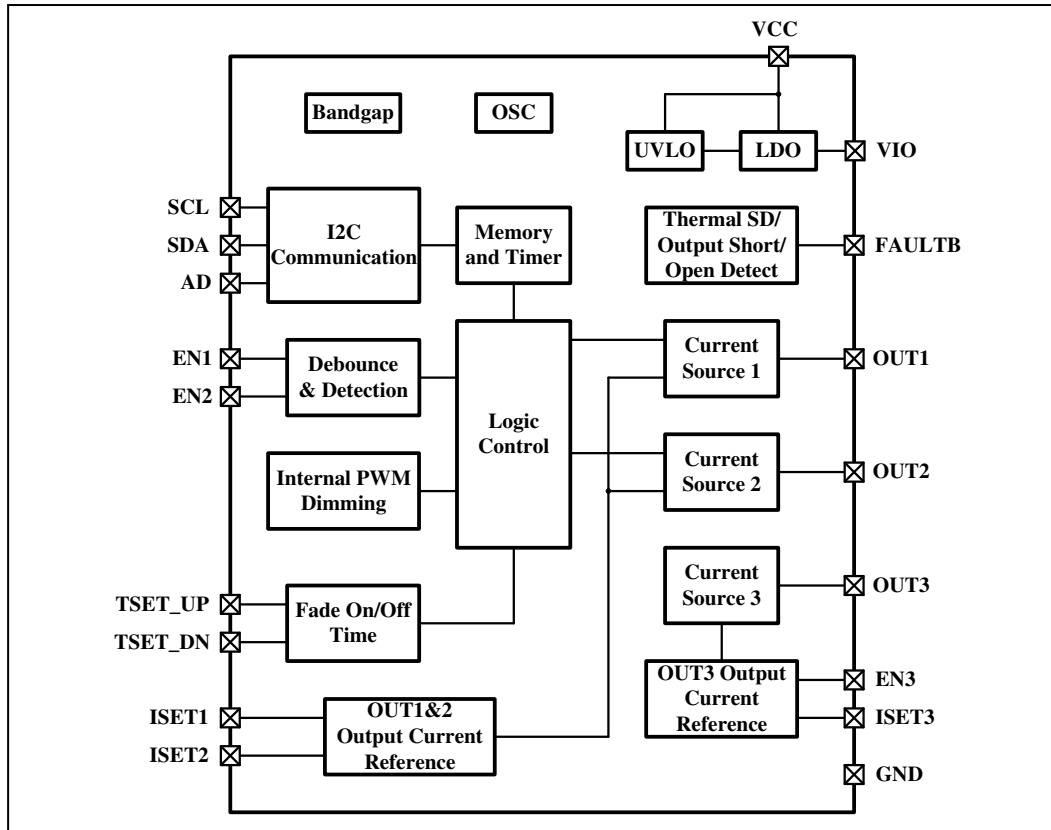 VCC
Bandgap
OSC
UVLO
LDO
VIO
SCL
SDA
AD
I2C
Communication
Memory
and Timer
Thermal SD/
Output Short/
Open Detect
FAULTB
EN1
EN2
Debounce
& Detection
Logic
Control
Current
Source 1
OUT1
Internal PWM
Dimming
Current
Source 2
OUT2
TSET_UP
TSET_DN
Fade On/Off
Time
Current
Source 3
OUT3
ISET1
ISET2
OUT1&2
Output Current
Reference
OUT3 Output
Current
Reference
EN3
ISET3
GND